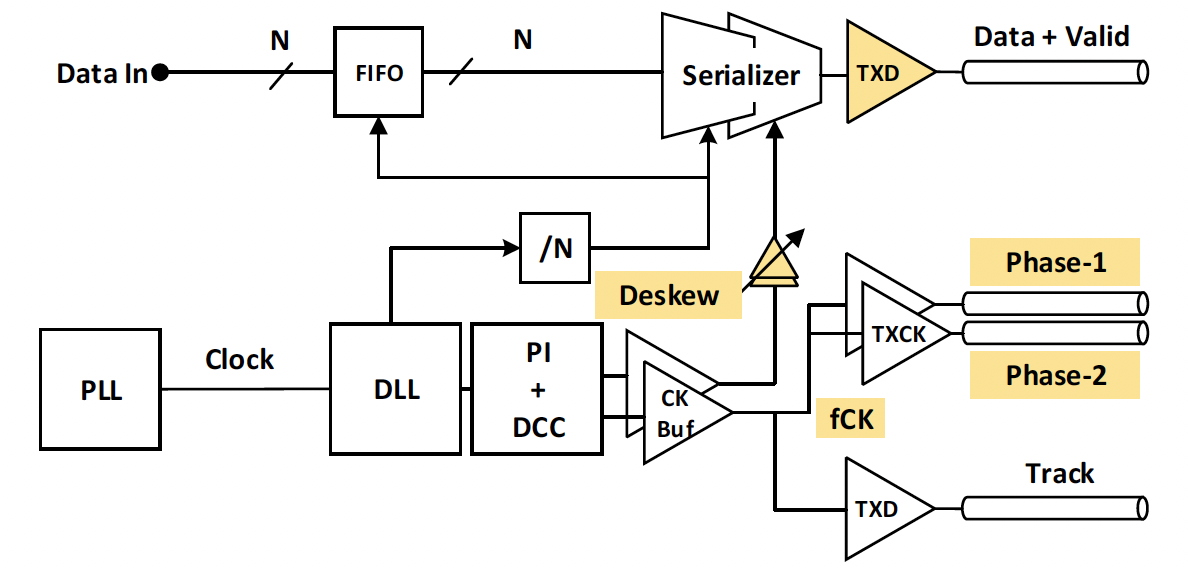 N
N
Data + Valid
Data In
FIFO
Serializer
TXD
/N
Phase-1
Deskew
TXCK
PI
+
DCC
Clock
PLL
DLL
Phase-2
CK
Buf
fCK
Track
TXD